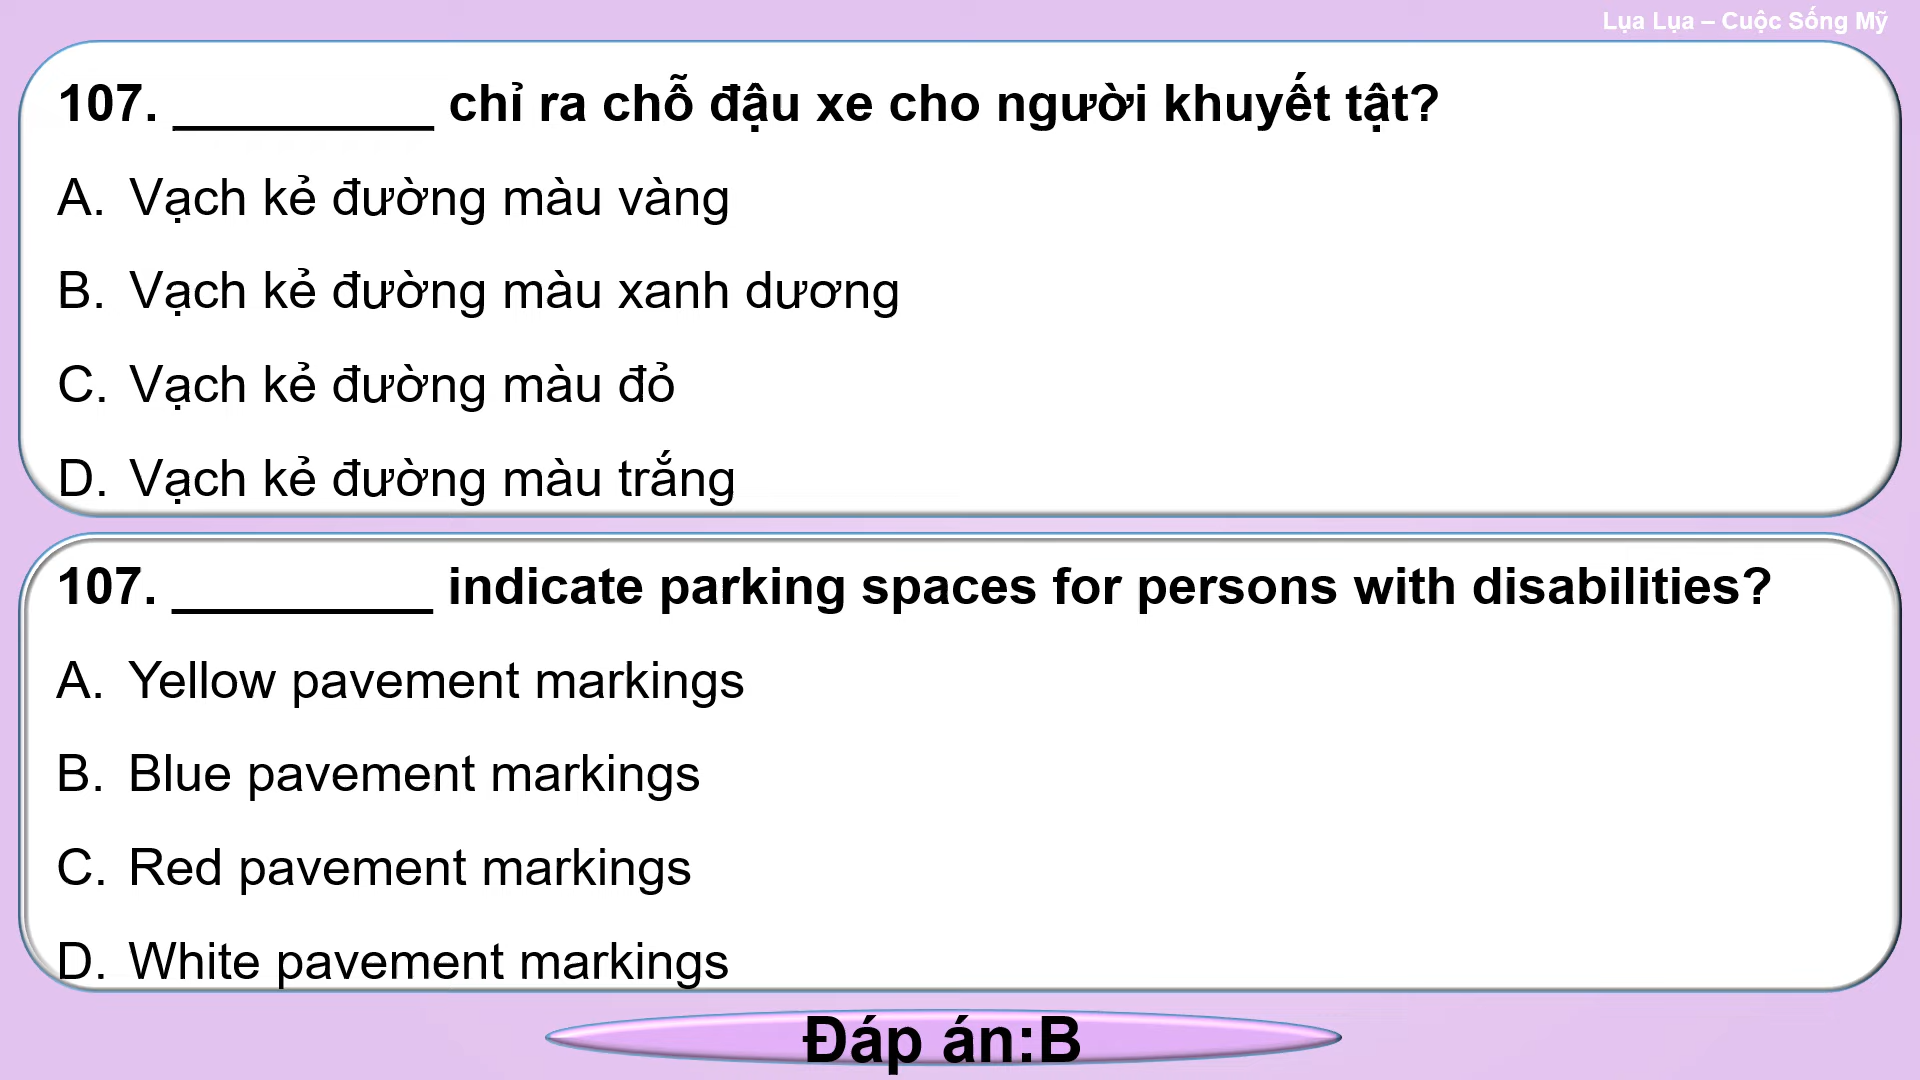 Lụa Lụa – Cuộc Sống Mỹ
107. _________ chỉ ra chỗ đậu xe cho người khuyết tật?
A. Vạch kẻ đường màu vàng
B. Vạch kẻ đường màu xanh dương
C. Vạch kẻ đường màu đỏ
D. Vạch kẻ đường màu trắng
107. _________ indicate parking spaces for persons with disabilities?
A. Yellow pavement markings
B. Blue pavement markings
C. Red pavement markings
D. White pavement markings
Đáp án:B